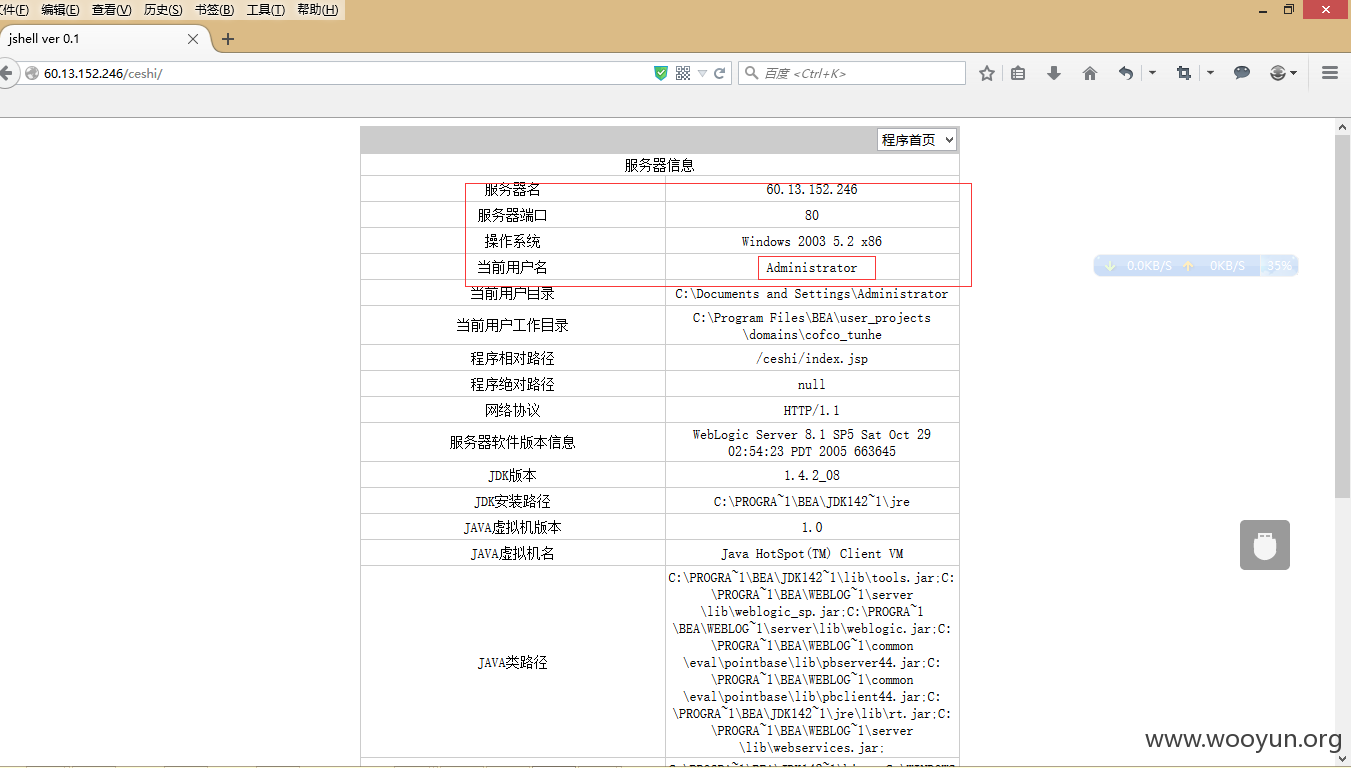 文件(F) 编辑(E) 查看(V) 历史(S) 书签(B) 工具(T) 帮助(H)
jshell ver 0.1
60.13.152.246/ceshi/
百度 <Ctrl+K>
程序首页
服务器信息
服务器名 60.13.152.246
服务器端口 80
操作系统 Windows 2003 5.2 x86
当前用户名 Administrator
当前用户目录 C:\Documents and Settings\Administrator
当前用户工作目录 C:\Program Files\BEA\user_projects
\domains\cofco_tunhe
程序相对路径 /ceshi/index.jsp
程序绝对路径 null
网络协议 HTTP/1.1
服务器软件版本信息 WebLogic Server 8.1 SP5 Sat Oct 29
02:54:23 PDT 2005 663645
JDK版本 1.4.2_08
JDK安装路径 C:\PROGRA~1\BEA\JDK142~1\jre
JAVA虚拟机版本 1.0
JAVA虚拟机名 Java HotSpot(TM) Client VM
JAVA类路径 C:\PROGRA~1\BEA\JDK142~1\lib\tools.jar;C:
\PROGRA~1\BEA\WEBLOG~1\server
\lib\weblogic_sp.jar;C:\PROGRA~1
\BEA\WEBLOG~1\server\lib\weblogic.jar;C:
\PROGRA~1\BEA\WEBLOG~1\common
\eval\pointbase\lib\pbserver44.jar;C:
\PROGRA~1\BEA\WEBLOG~1\common
\eval\pointbase\lib\pbclient44.jar;C:
\PROGRA~1\BEA\JDK142~1\jre\lib\rt.jar;C:
\PROGRA~1\BEA\WEBLOG~1\server
\lib\webservices.jar;
0.0KB/S 0KB/S 35%
www.wooyun.org